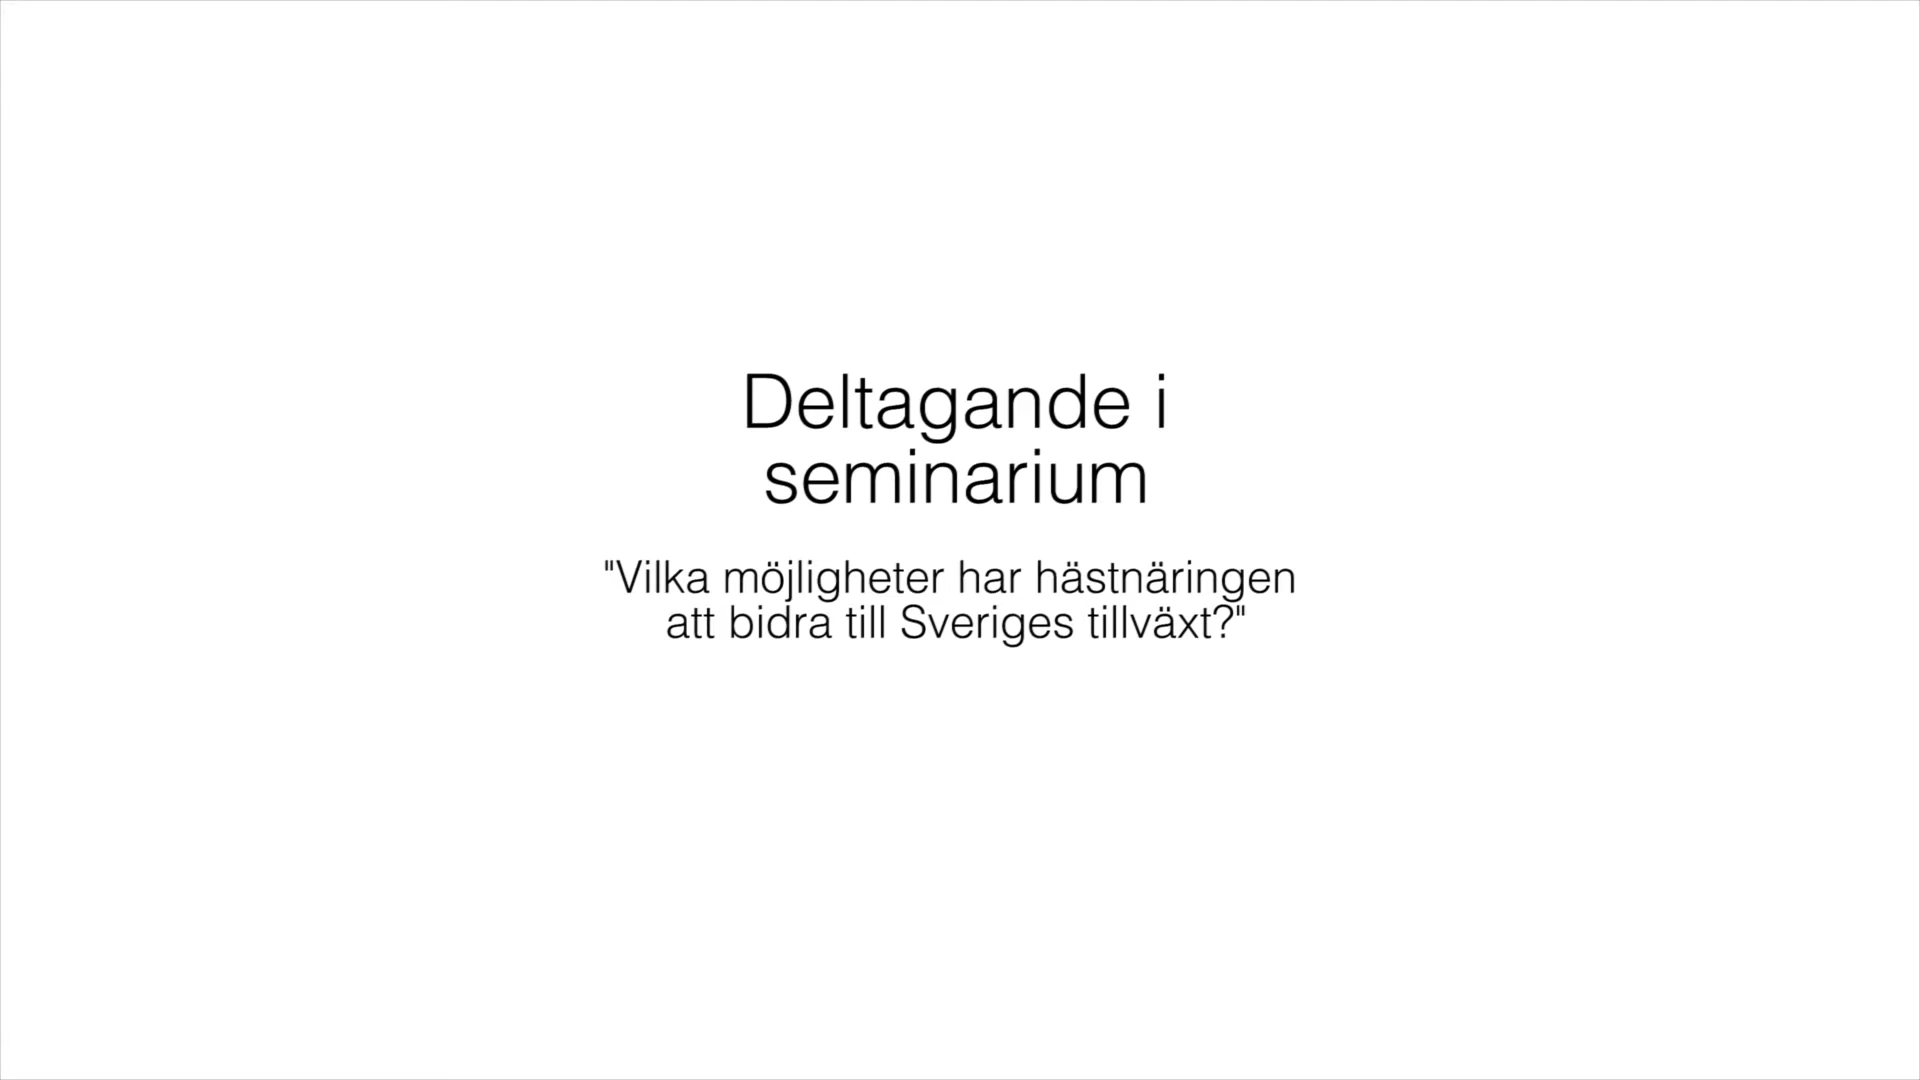 Deltagande i
seminarium
"Vilka möjligheter har hästnäringen
att bidra till Sveriges tillväxt?"